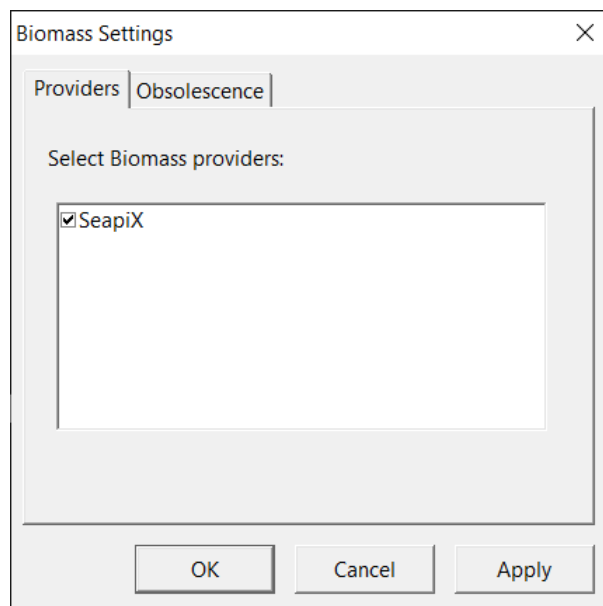 Biomass Settings
Providers Obsolescence
Select Biomass providers:
SeapiX
OK Cancel Apply